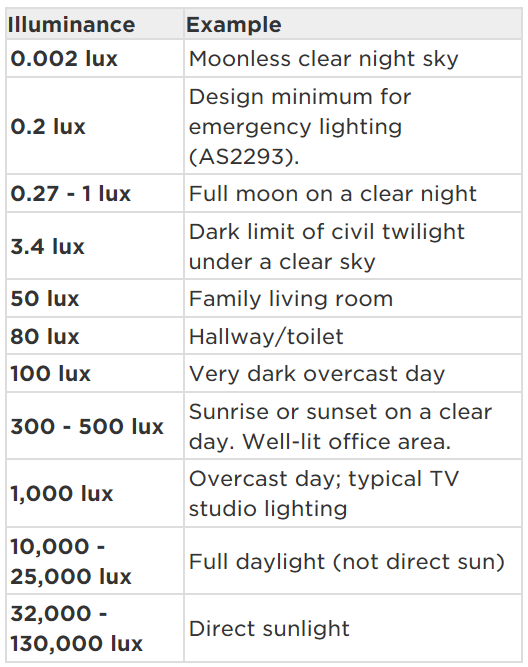 Illuminance Example
0.002 lux Moonless clear night sky
0.2 lux Design minimum for
emergency lighting
(AS2293).
0.27 - 1 lux Full moon on a clear night
3.4 lux Dark limit of civil twilight
under a clear sky
50 lux Family living room
80 lux Hallway/toilet
100 lux Very dark overcast day
300 - 500 lux Sunrise or sunset on a clear
day. Well-lit office area.
1,000 lux Overcast day; typical TV
studio lighting
10,000 -
25,000 lux Full daylight (not direct sun)
32,000 -
130,000 lux Direct sunlight